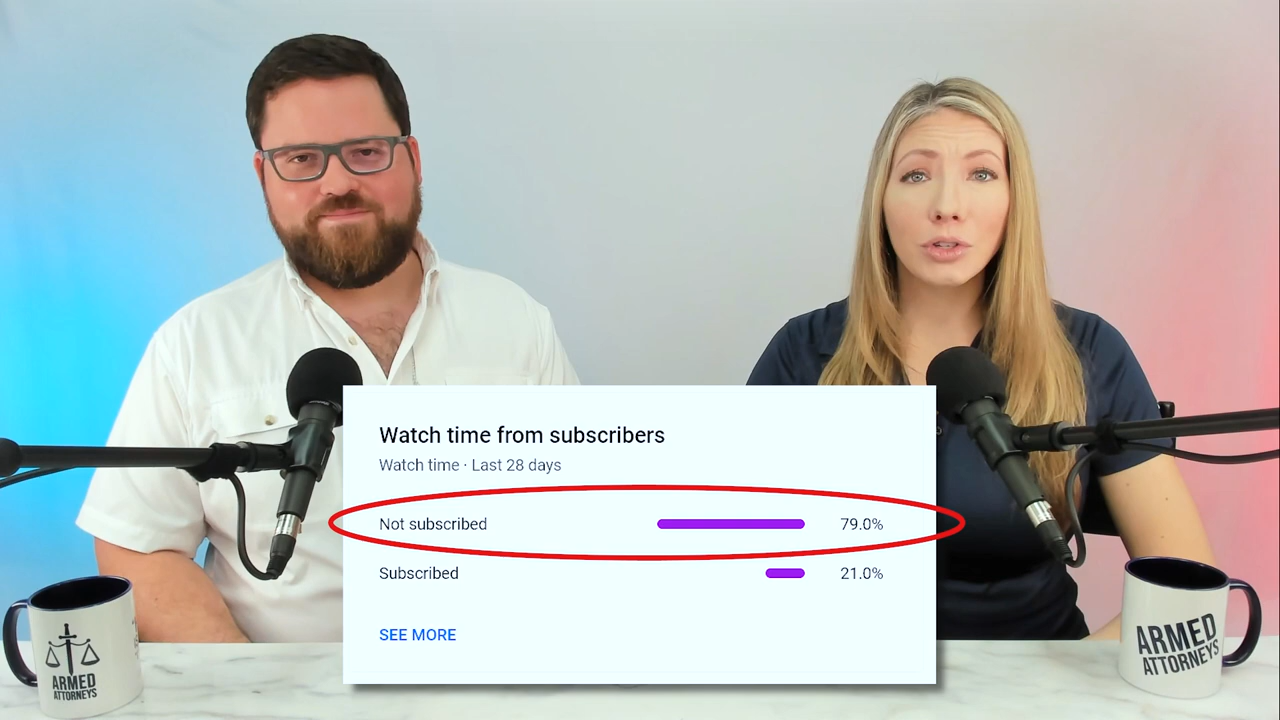 Watch time from subscribers
Watch time · Last 28 days
Not subscribed 79.0%
Subscribed 21.0%
SEE MORE
ARMED
ATTORNEYS
ARMED
ATTORNEYS